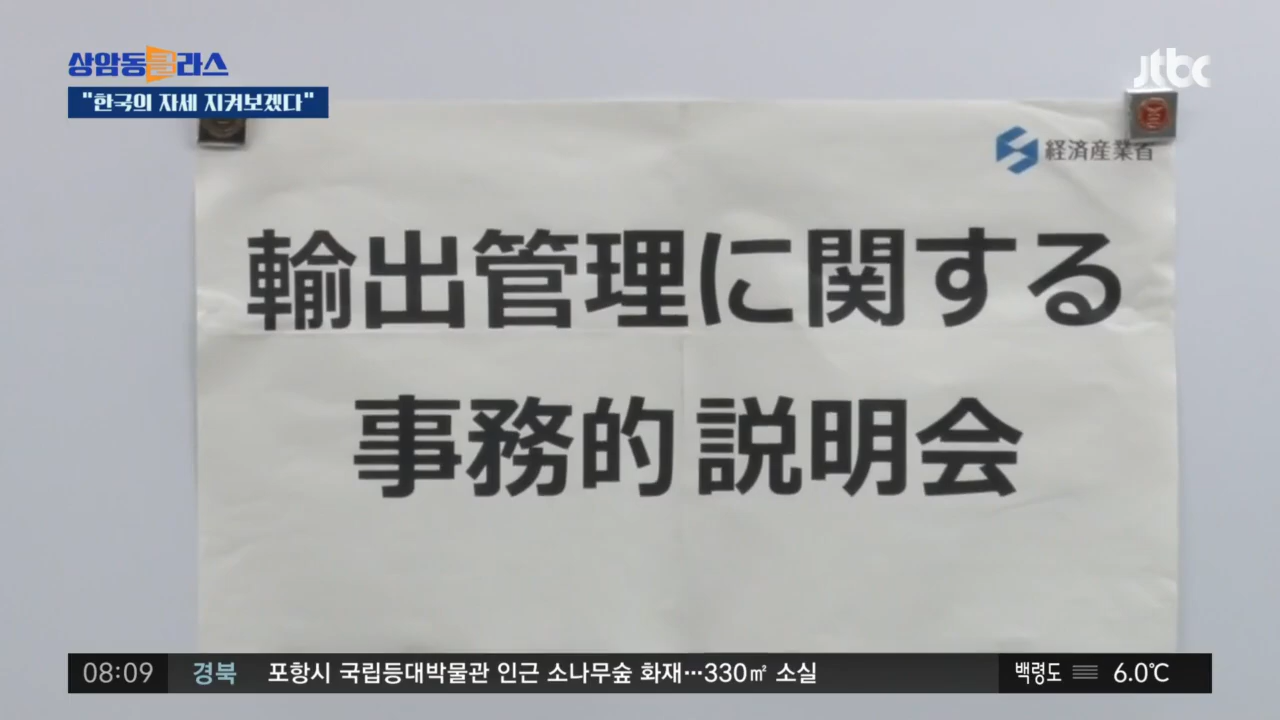 상암동클라스
"한국의 자세 지켜보겠다"
jtbc
経済産業省
輸出管理に関する
事務的説明会
08:09 경북 포항시 국립등대박물관 인근 소나무숲 화재…330㎡ 소실 백령도 6.0℃